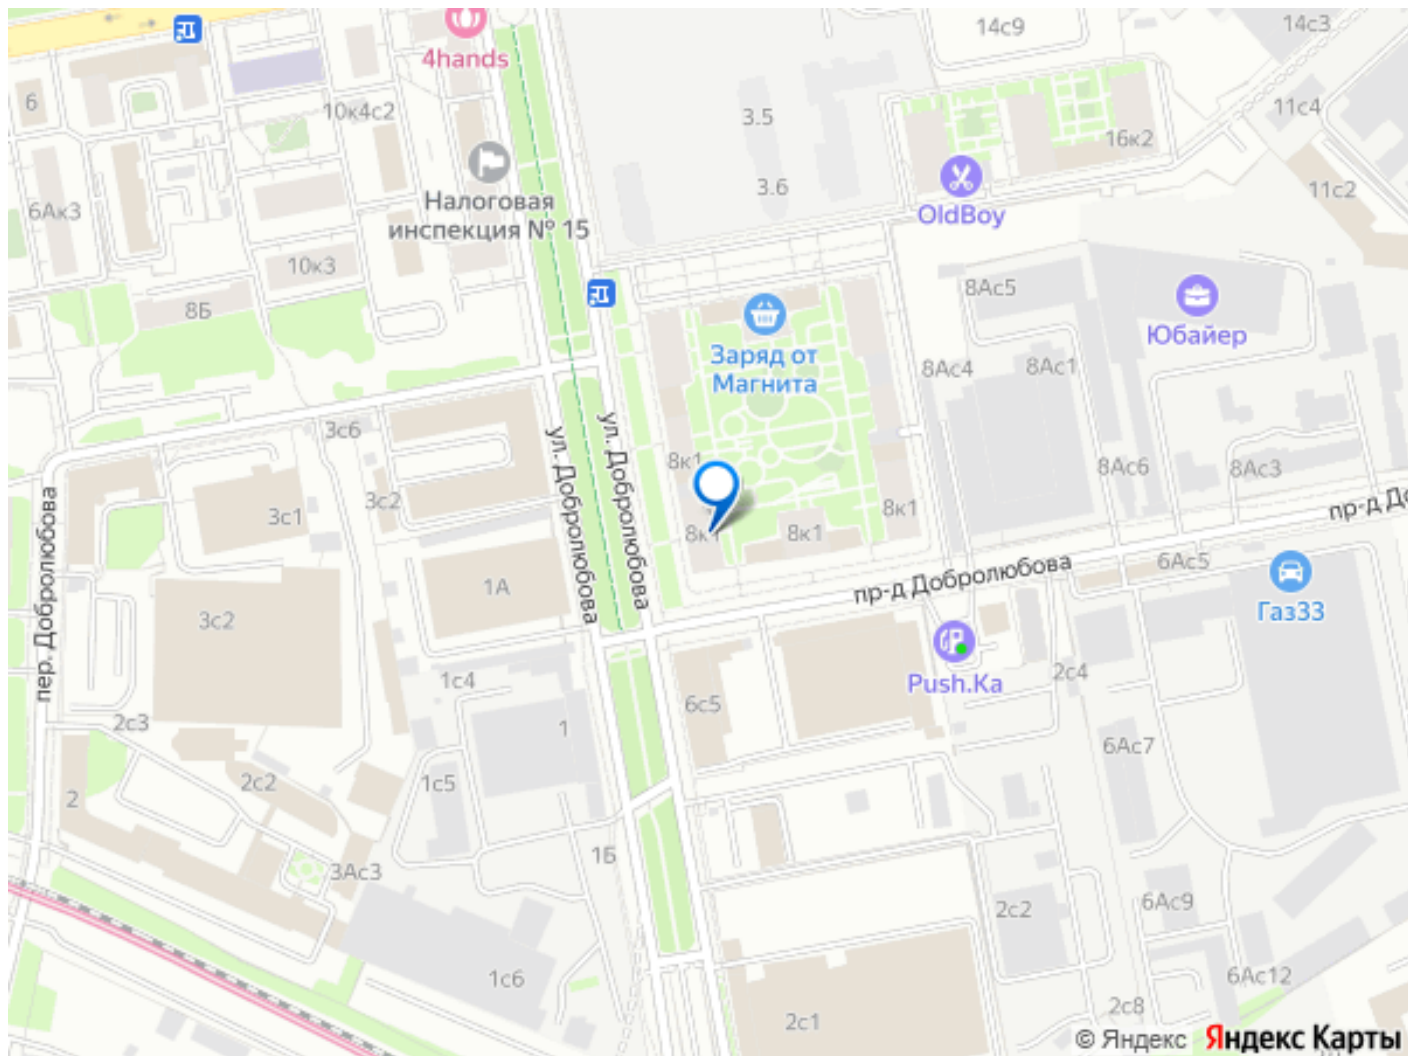 14с9
14с3
4hands
6
10к4с2
3.5
11с4
16к2
Налоговая
инспекция № 15
3.6
11с2
6Ак3
OldBoy
10к3
8Б
8Ас5
Юбайер
Заряд от
Магнита
8Ас4
8Ас1
3с6
ул. Добролюбова
ул. Добролюбова
8к1
8Ас6
8Ас3
3с2
3с1
8к1
8к1
8к1
пр-д До
пер. Добролюбова
1А
пр-д Добролюбова
6Ас5
Газ33
3с2
Push.Ka
2с4
1с4
6с5
2с3
1
6Ас7
2с2
1с5
2
1Б
3Ас3
2с2
6Ас9
1с6
6Ас12
2с8
2с1
© Яндекс Яндекс Карты